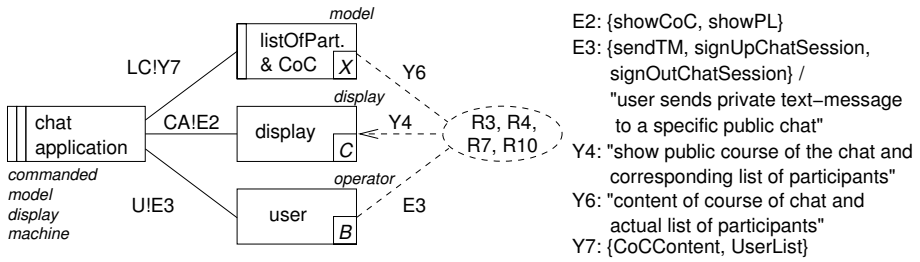 model
listOfPart.
& CoC
X
LC!Y7
Y6
display
chat
application
CA!E2
display
C
Y4
R3, R4,
R7, R10
commanded
model
display
machine
operator
U!E3
user
B
E3
E2: {showCoC, showPL}
E3: {sendTM, signUpChatSession,
signOutChatSession} /
"user sends private text−message
to a specific public chat"
Y4: "show public course of the chat and
corresponding list of participants"
Y6: "content of course of chat and
actual list of participants"
Y7: {CoCContent, UserList}